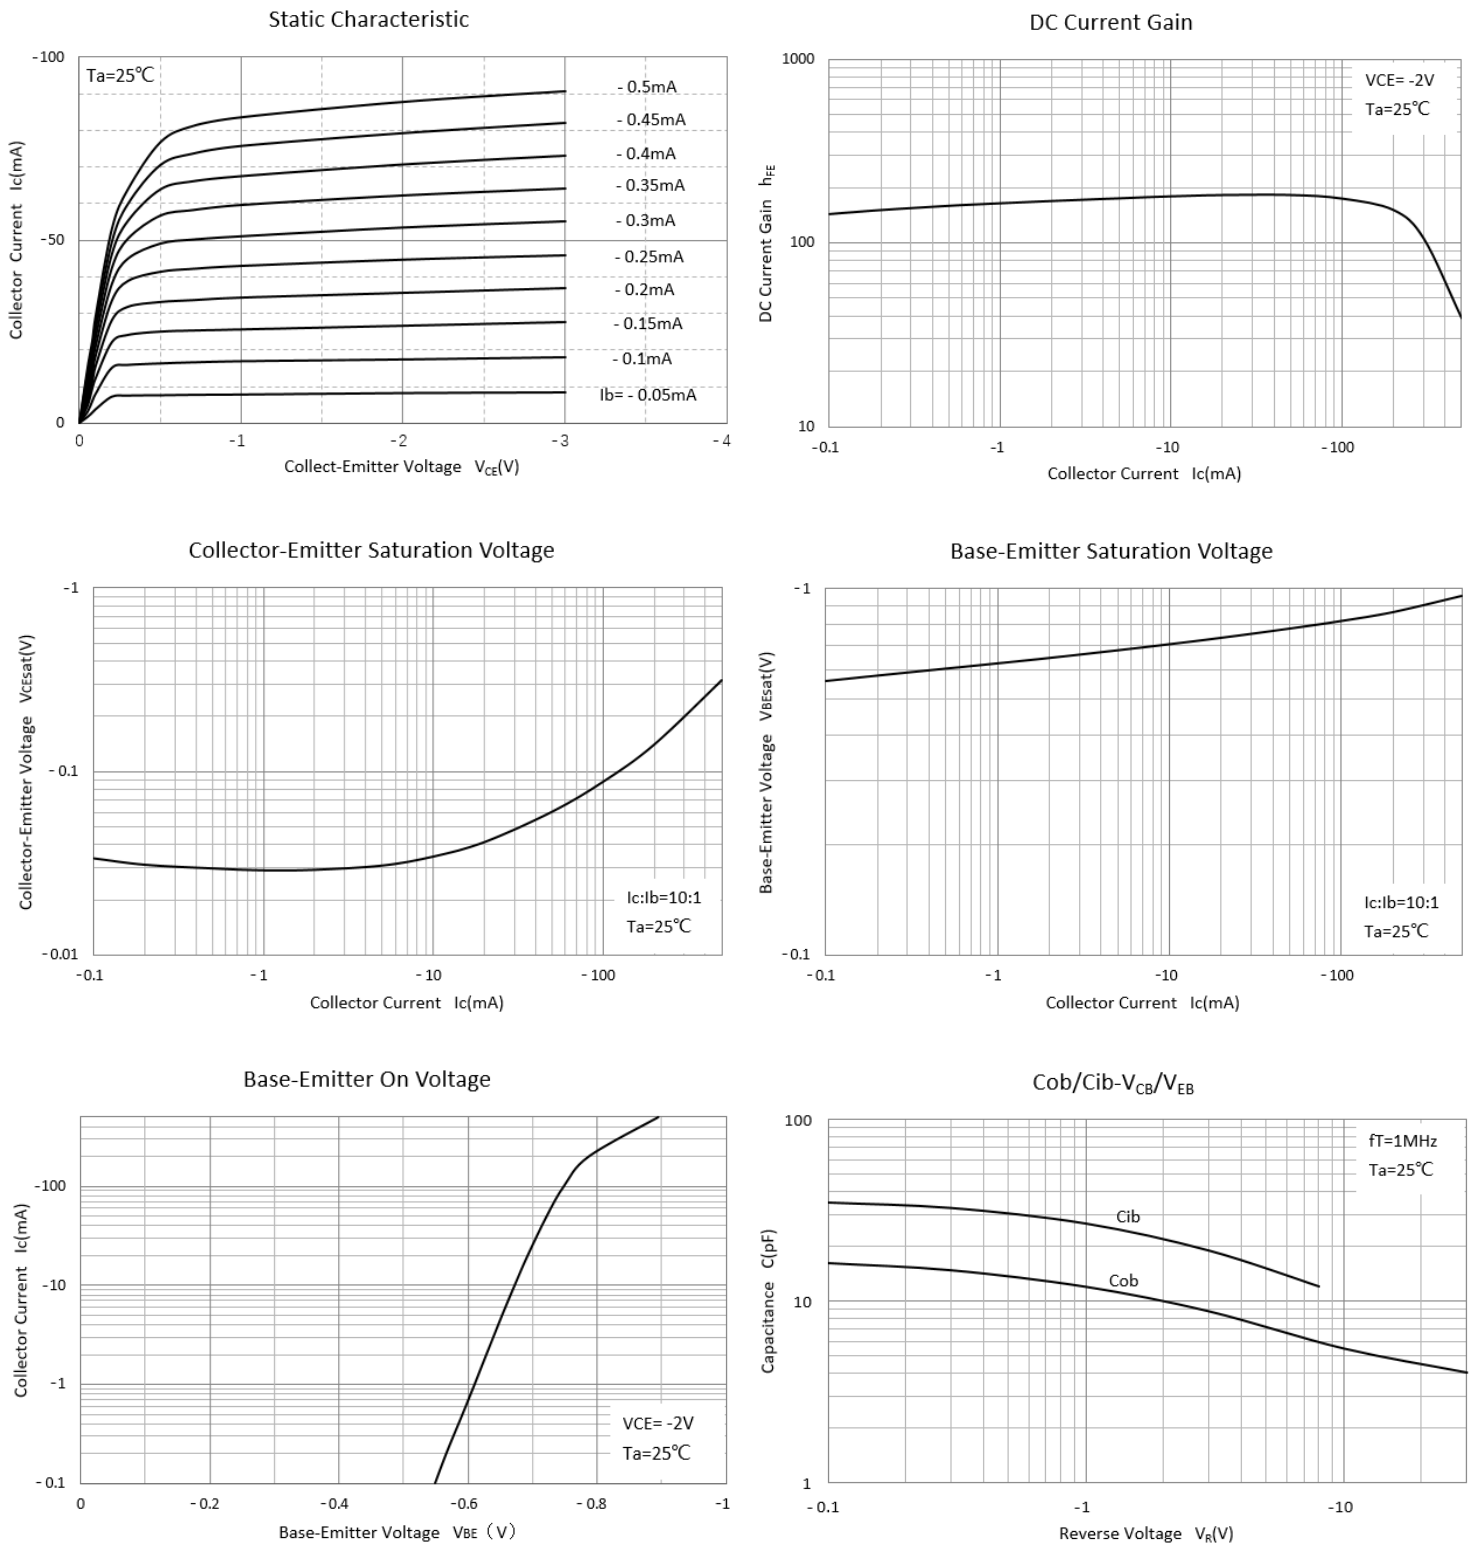 Static Characteristic
-100
-50
0
0
-1
-2
-3
-4
Ta=25℃
- 0.5mA
- 0.45mA
- 0.4mA
- 0.35mA
- 0.3mA
- 0.25mA
- 0.2mA
- 0.15mA
- 0.1mA
Ib= - 0.05mA
Collector Current Ic(mA)
Collect-Emitter Voltage VCE(V)
DC Current Gain
1000
100
10
-0.1
-1
-10
-100
VCE= -2V
Ta=25℃
DC Current Gain hFE
Collector Current Ic(mA)
Collector-Emitter Saturation Voltage
-1
-0.1
-0.01
-0.1
-1
-10
-100
Ic:Ib=10:1
Ta=25℃
Collector-Emitter Voltage VCEsat(V)
Collector Current Ic(mA)
Base-Emitter Saturation Voltage
-1
-0.1
-0.1
-1
-10
-100
Ic:Ib=10:1
Ta=25℃
Base-Emitter Voltage VBEsat(V)
Collector Current Ic(mA)
Base-Emitter On Voltage
-100
-10
-1
-0.1
0
-0.2
-0.4
-0.6
-0.8
-1
VCE= -2V
Ta=25℃
Collector Current Ic(mA)
Base-Emitter Voltage VBE（V）
Cob/Cib-VCB/VEB
100
10
1
-0.1
-1
-10
fT=1MHz
Ta=25℃
Cib
Cob
Capacitance C(pF)
Reverse Voltage VR(V)